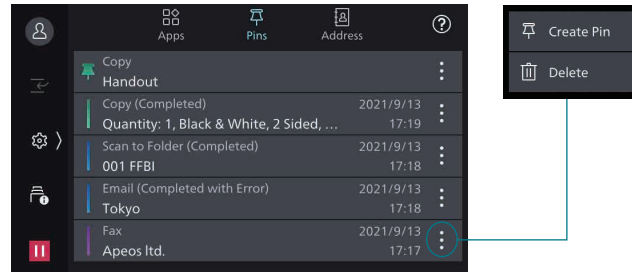 Apps
Pins
Address
?
Copy
Handout
Copy (Completed) 2021/9/13
Quantity: 1, Black & White, 2 Sided, ... 17:19
Scan to Folder (Completed) 2021/9/13
001 FFBI 17:18
Email (Completed with Error) 2021/9/13
Tokyo 17:18
Fax 2021/9/13
Apeos ltd. 17:17
Create Pin
Delete